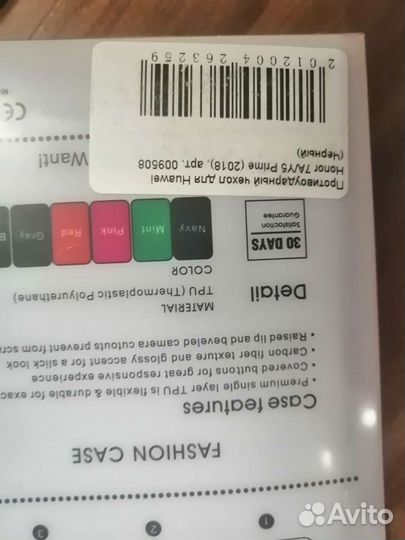 1 2 3
FASHION CASE
Case features
• Premium single layer TPU is flexible & durable for exac
• Covered buttons for great responsive experience
• Carbon fiber texture and glossy accent for a slick look
• Raised lip and beveled camera cutouts prevent from scra
Detail
MATERIAL
TPU (Thermoplastic Polyurethane)
COLOR
Navy Mint Pink Red Gray B
30 DAYS
Satisfaction
Guarantee
Want!
Противоударный чехол для Huawei
Honor 7A/Y5 Prime (2018), арт. 009508
(Черный)
2012004263259
CE
Avito